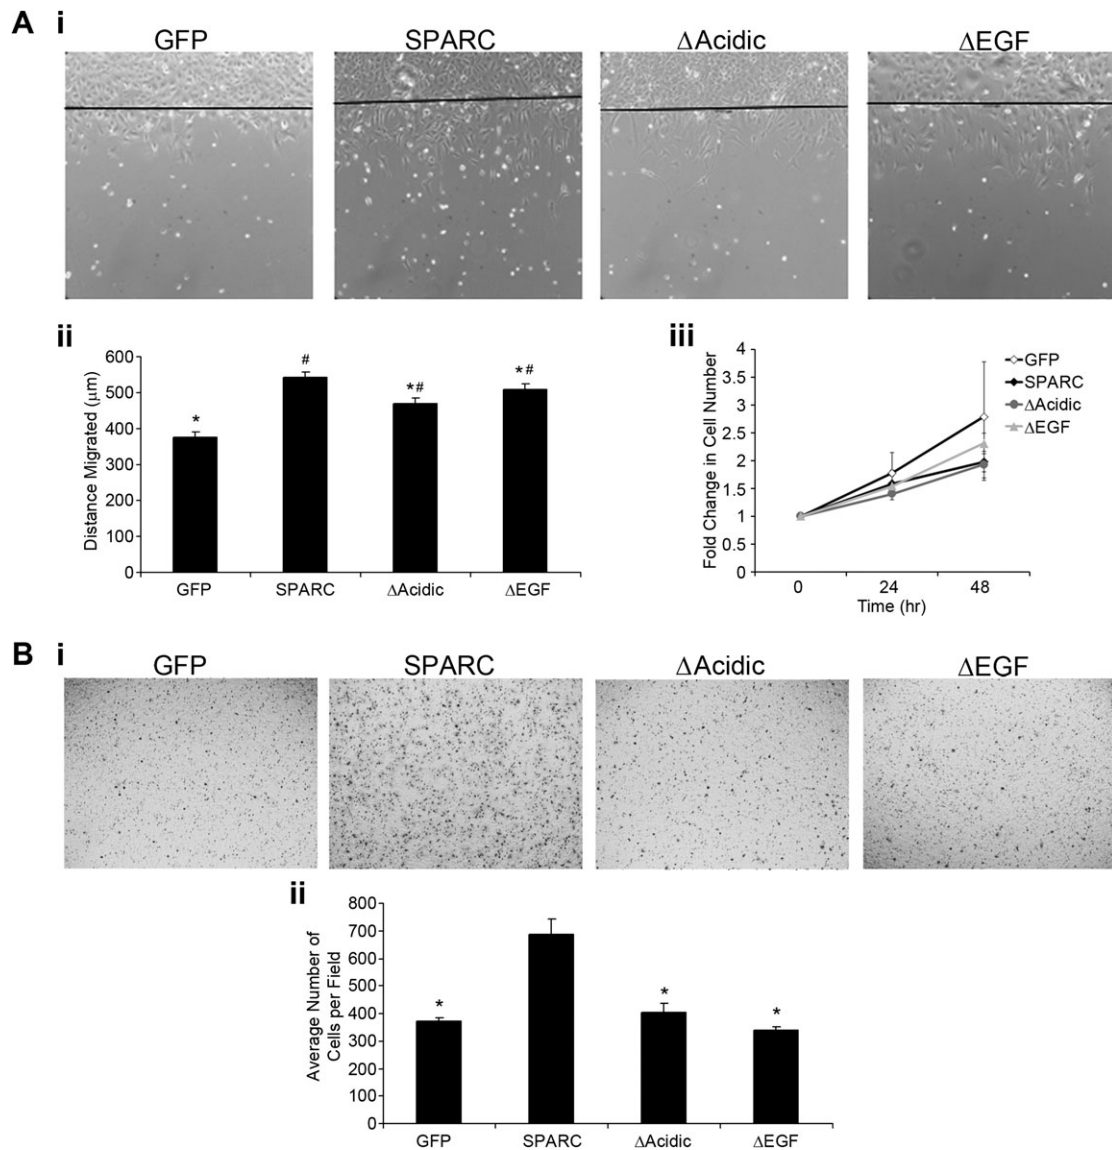 A i
GFP SPARC ΔAcidic ΔEGF
ii
Distance Migrated (μm)
600
500
400
300
200
100
0
* # *# *#
GFP SPARC ΔAcidic ΔEGF
iii
Fold Change in Cell Number
4
3.5
3
2.5
2
1.5
1
0.5
0
0 24 48
Time (hr)
GFP
SPARC
ΔAcidic
ΔEGF
B i
GFP SPARC ΔAcidic ΔEGF
ii
Average Number of
Cells per Field
800
700
600
500
400
300
200
100
0
* * *
GFP SPARC ΔAcidic ΔEGF